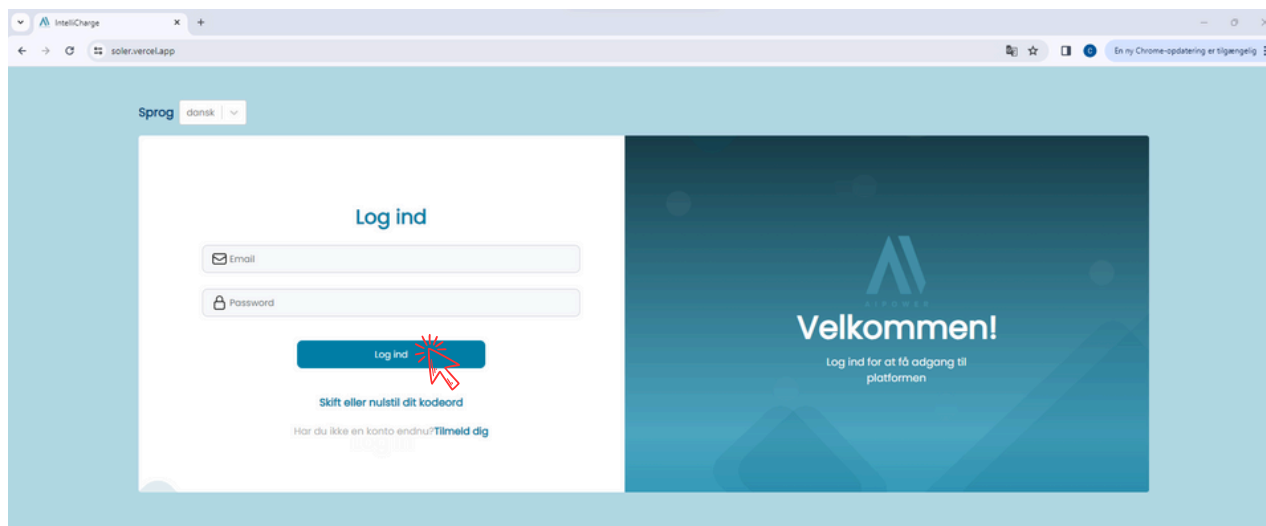 IntelliCharge
soler.vercel.app
En ny Chrome-opdatering er tilgængelig
Sprog
dansk
Log ind
Email
Password
Log ind
Skift eller nulstil dit kodeord
Har du ikke en konto endnu?Tilmeld dig
AIPOWER
Velkommen!
Log ind for at få adgang til
platformen